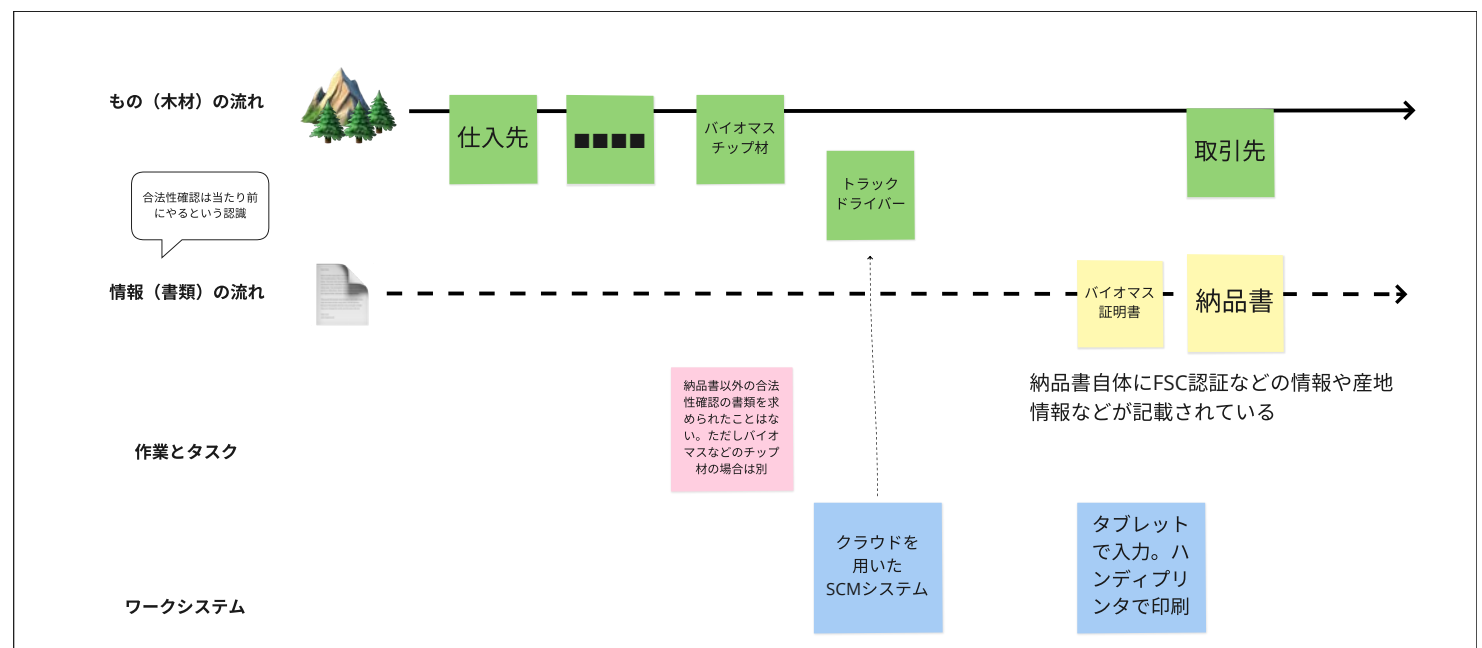 もの（木材）の流れ
仕入先
■■■■
バイオマス
チップ材
トラック
ドライバー
取引先
合法性確認は当たり前
にやるという認識
情報（書類）の流れ
バイオマス
証明書
納品書
納品書自体にFSC認証などの情報や産地
情報などが記載されている
納品書以外の合法
性確認の書類を求
められたことはな
い。ただしバイオ
マスなどのチップ
材の場合は別
作業とタスク
クラウドを
用いた
SCMシステム
タブレット
で入力。ハ
ンディプリ
ンタで印刷
ワークシステム